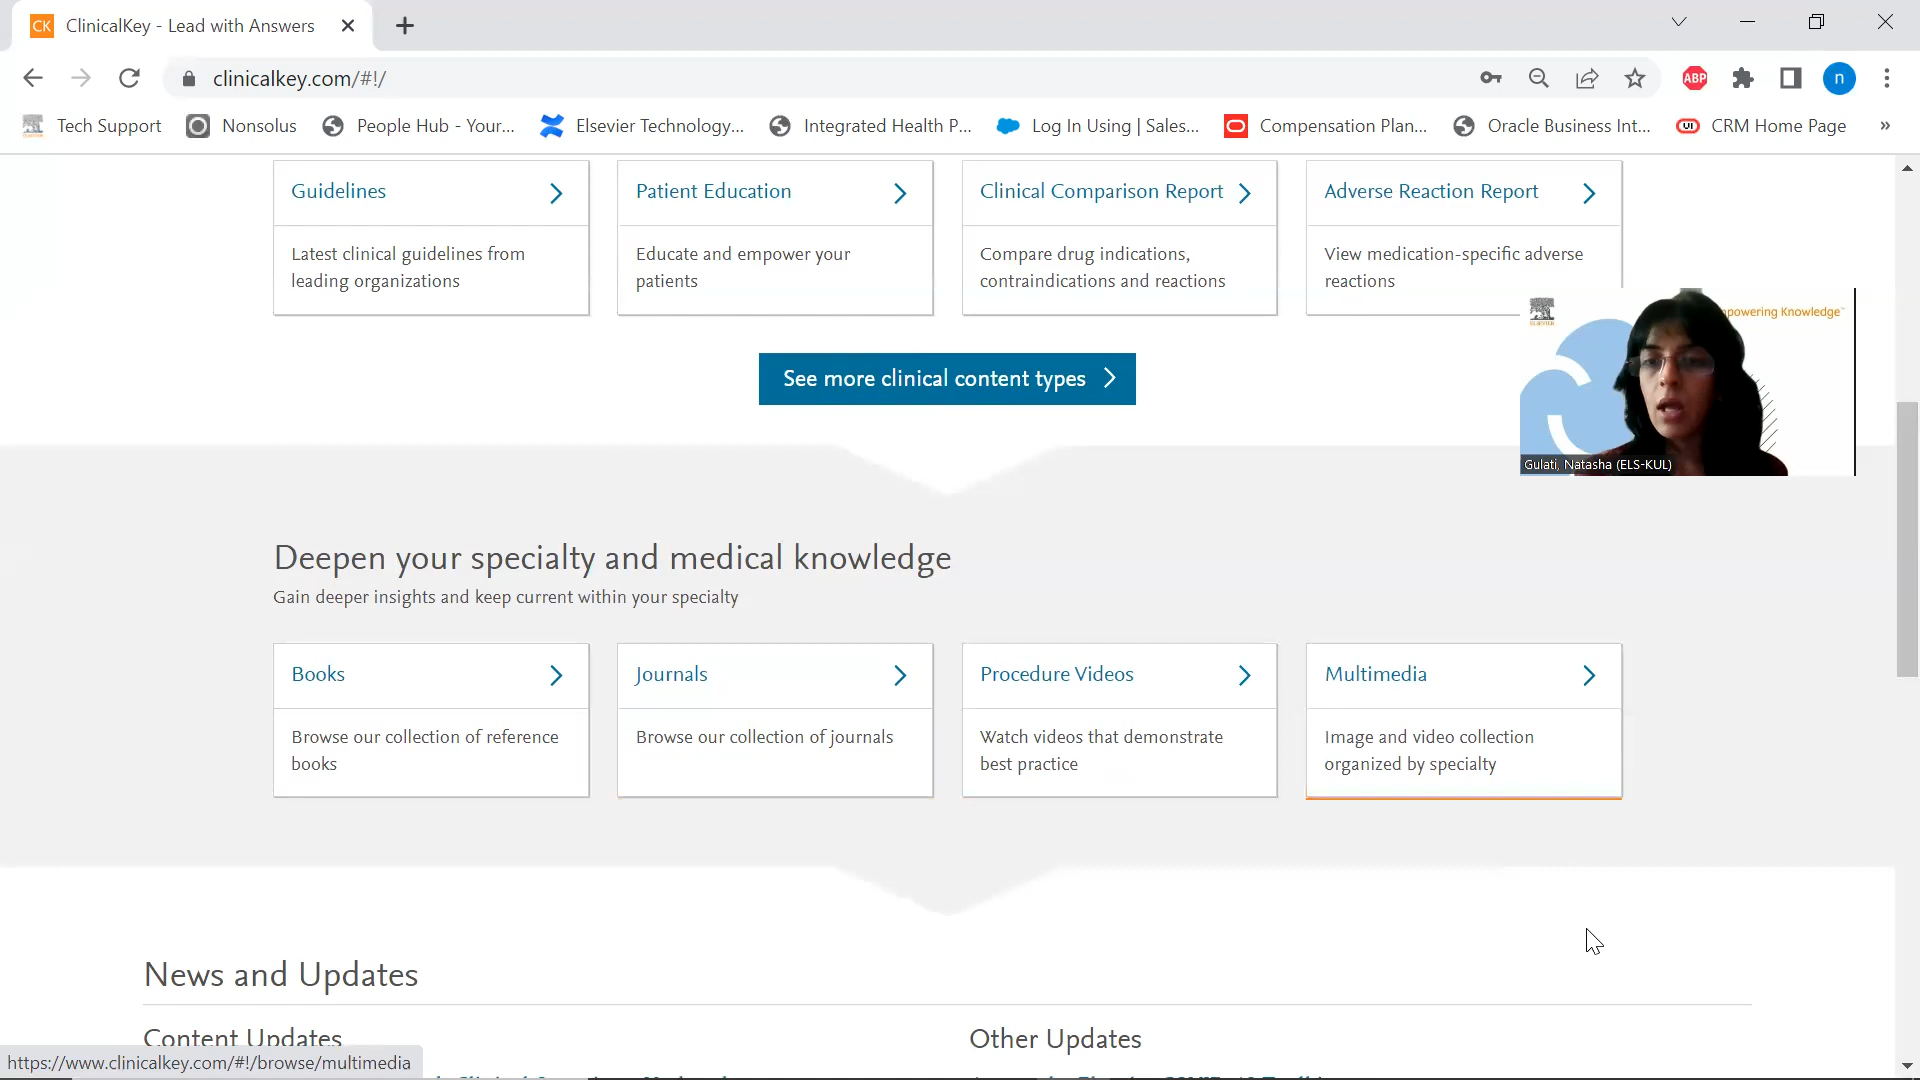 CK ClinicalKey - Lead with Answers
clinicalkey.com/#!/
ABP
n
Tech Support
Nonsolus
People Hub - Your...
Elsevier Technology...
Integrated Health P...
Log In Using | Sales...
Compensation Plan...
Oracle Business Int...
UI CRM Home Page
»
Guidelines
Latest clinical guidelines from
leading organizations
Patient Education
Educate and empower your
patients
Clinical Comparison Report
Compare drug indications,
contraindications and reactions
Adverse Reaction Report
View medication-specific adverse
reactions
ELSEVIER
powering Knowledge™
Gulati, Natasha (ELS-KUL)
See more clinical content types
Deepen your specialty and medical knowledge
Gain deeper insights and keep current within your specialty
Books
Browse our collection of reference
books
Journals
Browse our collection of journals
Procedure Videos
Watch videos that demonstrate
best practice
Multimedia
Image and video collection
organized by specialty
News and Updates
Content Updates
Other Updates
https://www.clinicalkey.com/#!/browse/multimedia